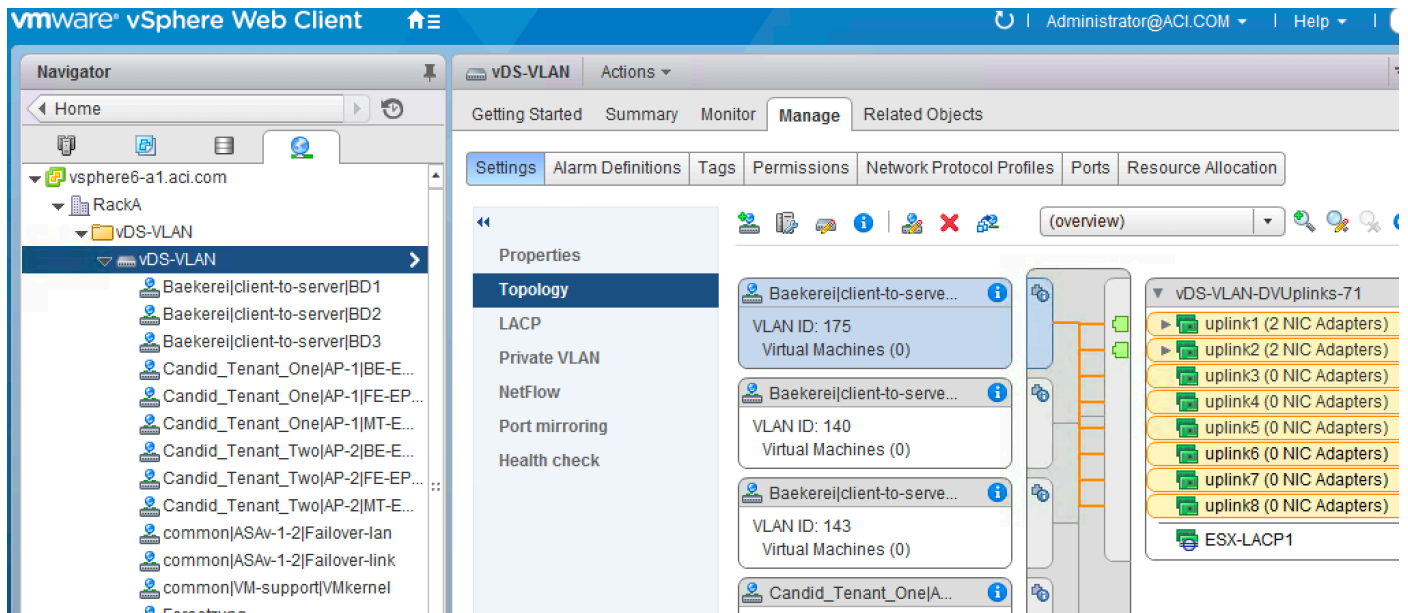 vmware® vSphere Web Client
Administrator@ACI.COM
Help
Navigator
Home
vsphere6-a1.aci.com
RackA
vDS-VLAN
vDS-VLAN
Baekerei|client-to-server|BD1
Baekerei|client-to-server|BD2
Baekerei|client-to-server|BD3
Candid_Tenant_One|AP-1|BE-E...
Candid_Tenant_One|AP-1|FE-EP...
Candid_Tenant_One|AP-1|MT-E...
Candid_Tenant_Two|AP-2|BE-E...
Candid_Tenant_Two|AP-2|FE-EP...
Candid_Tenant_Two|AP-2|MT-E...
common|ASAv-1-2|Failover-lan
common|ASAv-1-2|Failover-link
common|VM-support|VMkernel
vDS-VLAN
Actions
Getting Started Summary Monitor Manage Related Objects
Settings Alarm Definitions Tags Permissions Network Protocol Profiles Ports Resource Allocation
Properties
Topology
LACP
Private VLAN
NetFlow
Port mirroring
Health check
(overview)
Baekerei|client-to-serve...
VLAN ID: 175
Virtual Machines (0)
Baekerei|client-to-serve...
VLAN ID: 140
Virtual Machines (0)
Baekerei|client-to-serve...
VLAN ID: 143
Virtual Machines (0)
Candid_Tenant_One|A...
vDS-VLAN-DVUplinks-71
uplink1 (2 NIC Adapters)
uplink2 (2 NIC Adapters)
uplink3 (0 NIC Adapters)
uplink4 (0 NIC Adapters)
uplink5 (0 NIC Adapters)
uplink6 (0 NIC Adapters)
uplink7 (0 NIC Adapters)
uplink8 (0 NIC Adapters)
ESX-LACP1